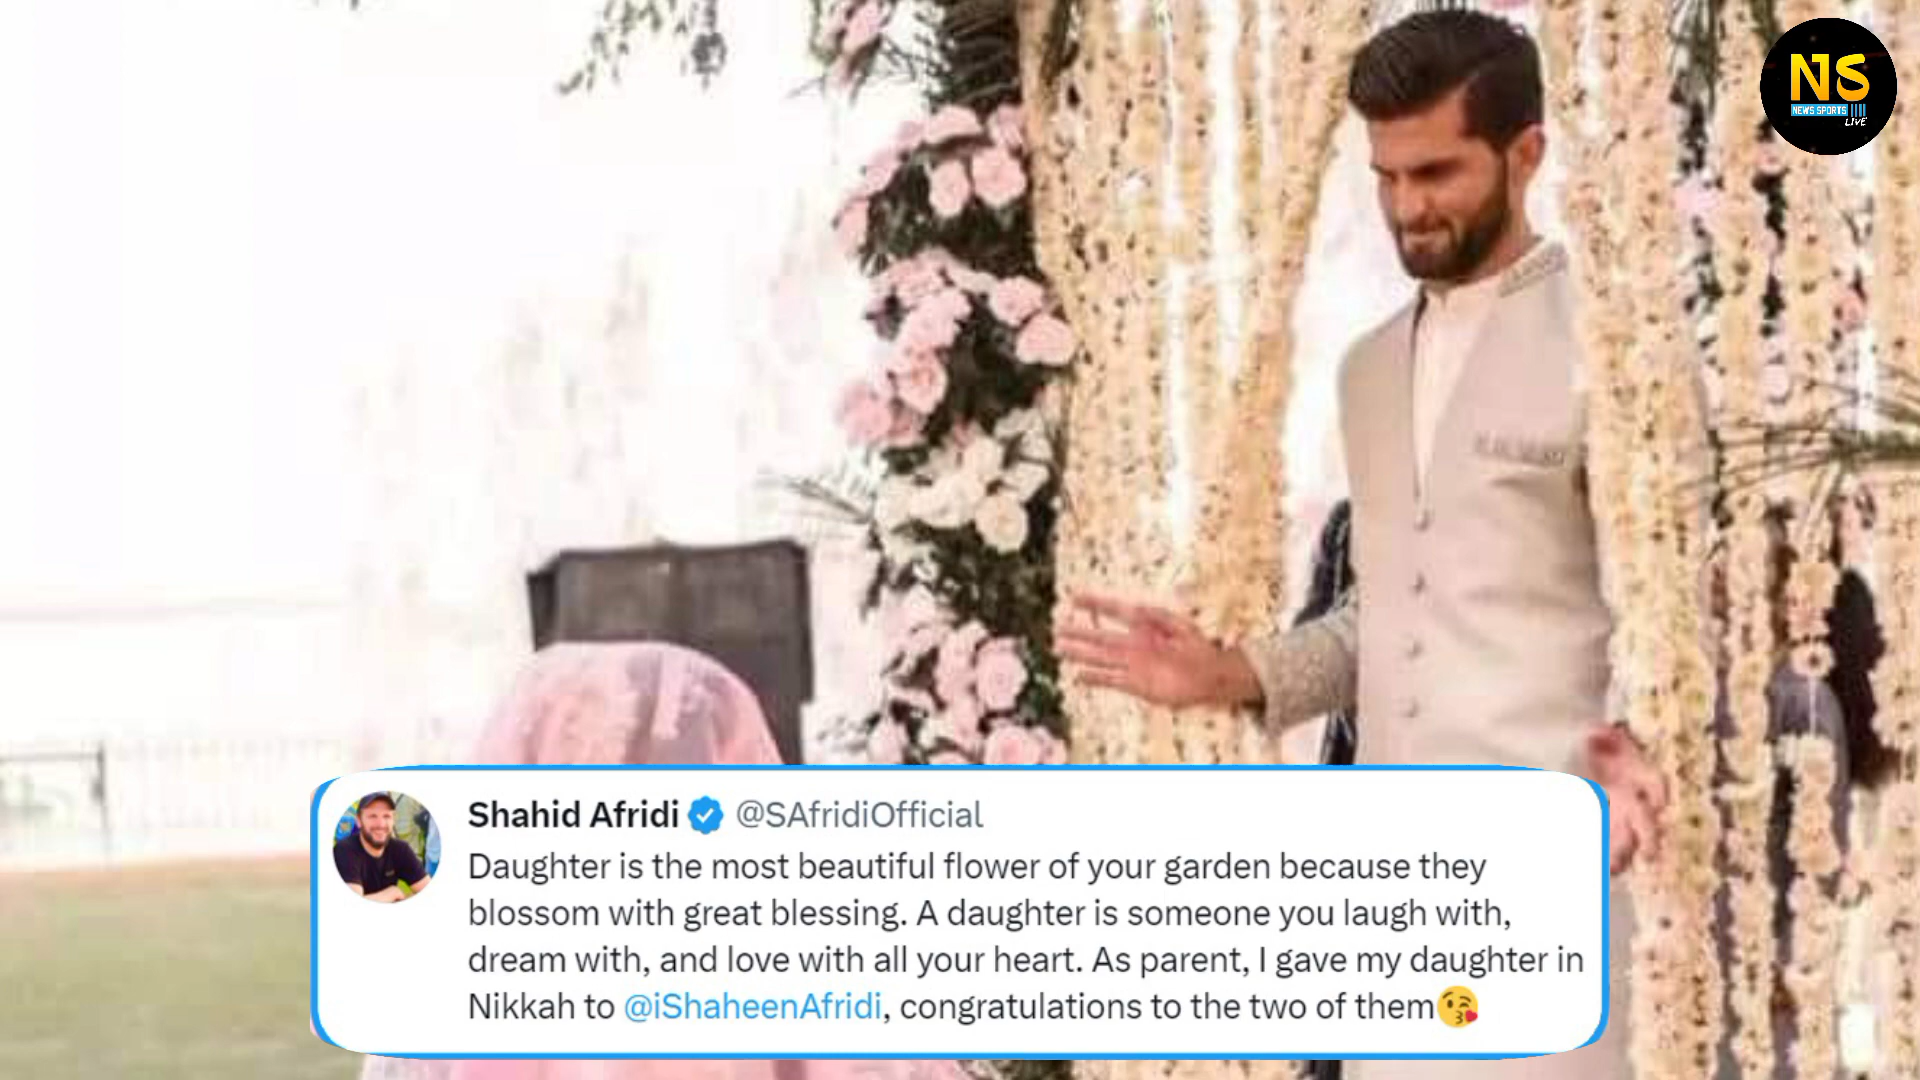 NS
NEWS SPORTS
LIVE
Shahid Afridi @SAfridiOfficial
Daughter is the most beautiful flower of your garden because they
blossom with great blessing. A daughter is someone you laugh with,
dream with, and love with all your heart. As parent, I gave my daughter in
Nikkah to @iShaheenAfridi, congratulations to the two of them😘